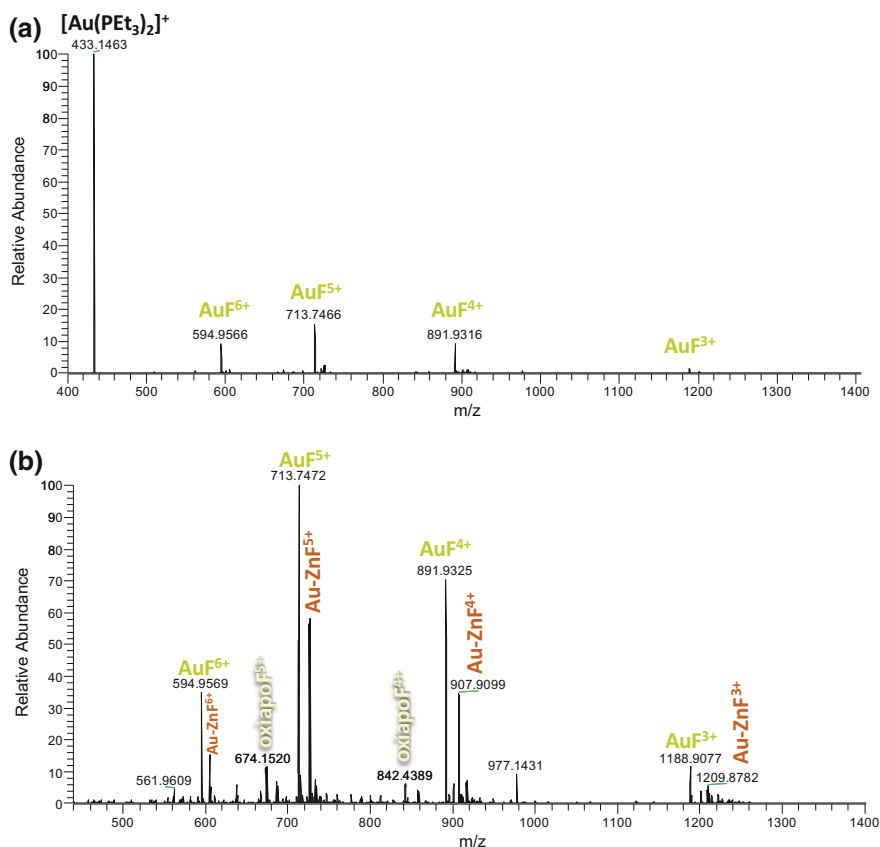 (a) [Au(PEt₃)₂]⁺
433.1463
100
90
80
70
60
50
40
30
20
10
0
Relative Abundance
AuF⁶⁺
594.9566
AuF⁵⁺
713.7466
AuF⁴⁺
891.9316
AuF³⁺
400 500 600 700 800 900 1000 1100 1200 1300 1400
m/z
(b)
AuF⁵⁺
713.7472
100
90
80
70
60
50
40
30
20
10
0
Relative Abundance
561.9609
AuF⁶⁺
594.9569
Au-ZnF⁶⁺
oxiapoF⁵⁺
674.1520
Au-ZnF⁵⁺
oxiapoF⁴⁺
842.4389
AuF⁴⁺
891.9325
Au-ZnF⁴⁺
907.9099
977.1431
AuF³⁺
1188.9077
Au-ZnF³⁺
1209.8782
500 600 700 800 900 1000 1100 1200 1300 1400
m/z